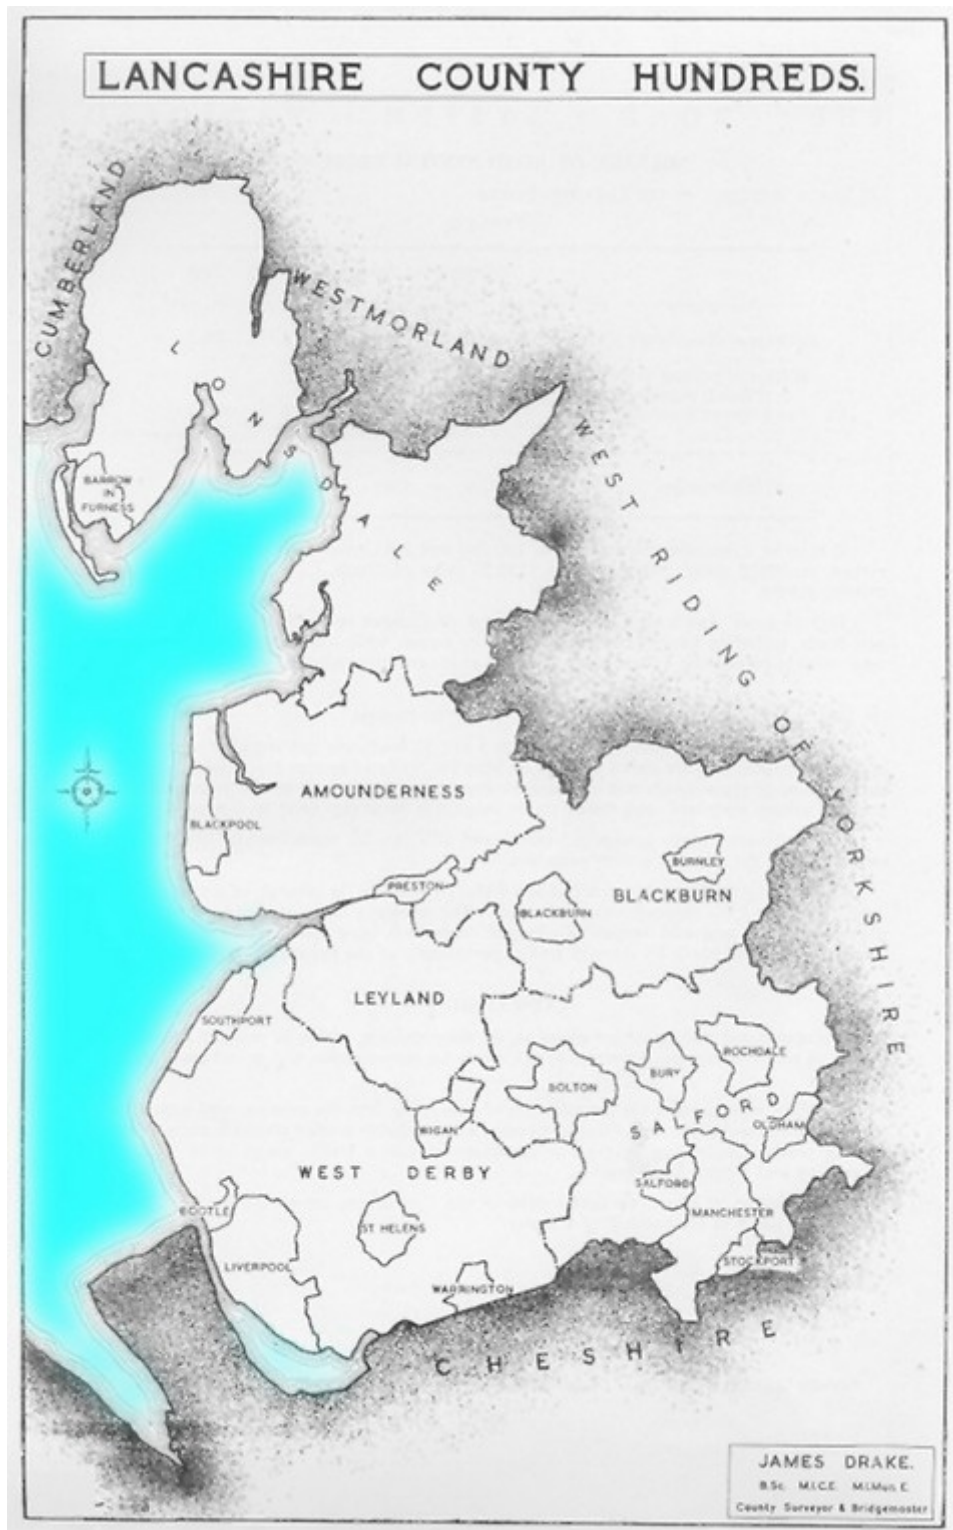 LANCASHIRE COUNTY HUNDREDS.
CUMBERLAND
WESTMORLAND
LONSDALE
WEST RIDING OF YORKSHIRE
BARROW
IN
FURNESS
AMOUNDERNESS
BLACKPOOL
PRESTON
BURNLEY
BLACKBURN
BLACKBURN
LEYLAND
SOUTHPORT
ROCHDALE
BURY
BOLTON
SALFORD
OLDHAM
WIGAN
WEST DERBY
SALFORD
BOOTLE
MANCHESTER
ST HELENS
STOCKPORT
LIVERPOOL
WARRINGTON
CHESHIRE
JAMES DRAKE.
B.Sc. M.I.C.E. M.I.Mun.E.
County Surveyor & Bridgemaster